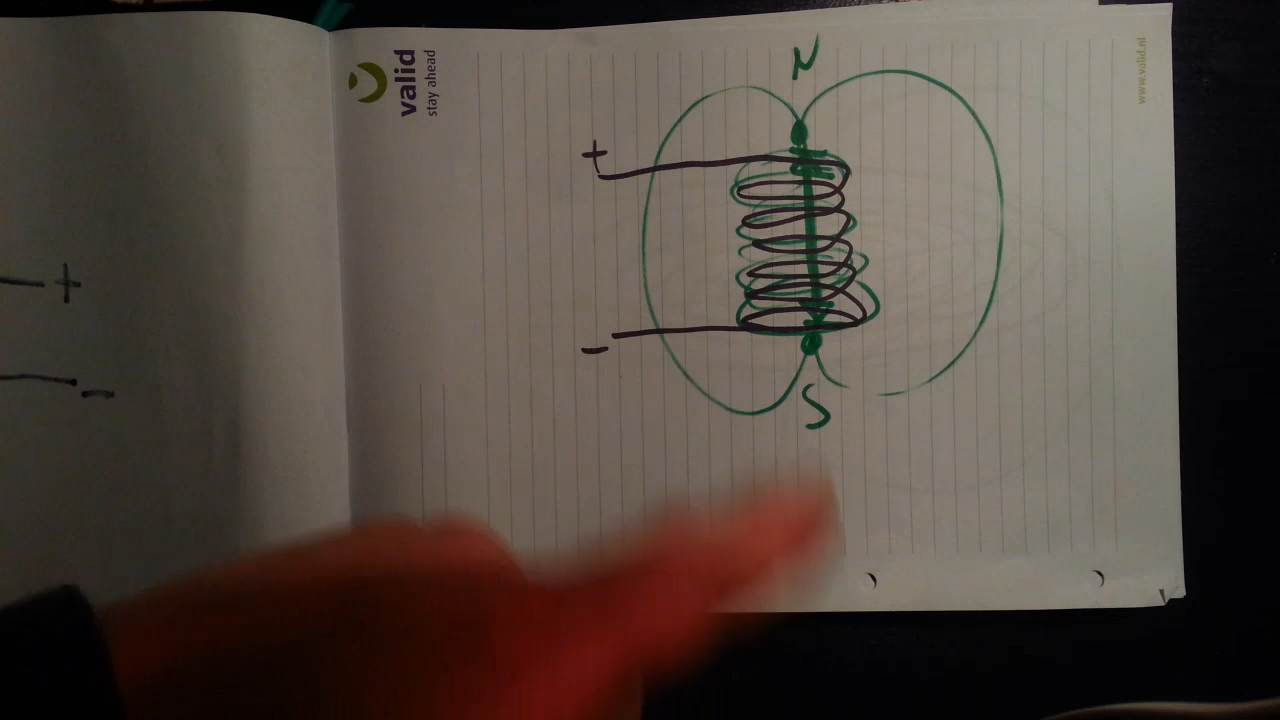 valid
stay ahead
www.valid.nl
N
+
-
S
+
-